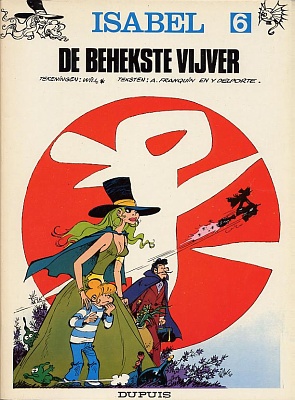 ISABEL 6
DE BEHEKSTE VIJVER
TEKENINGEN: WILL TEKSTEN: A. FRANQUIN EN Y DELPORTE.
DUPUIS